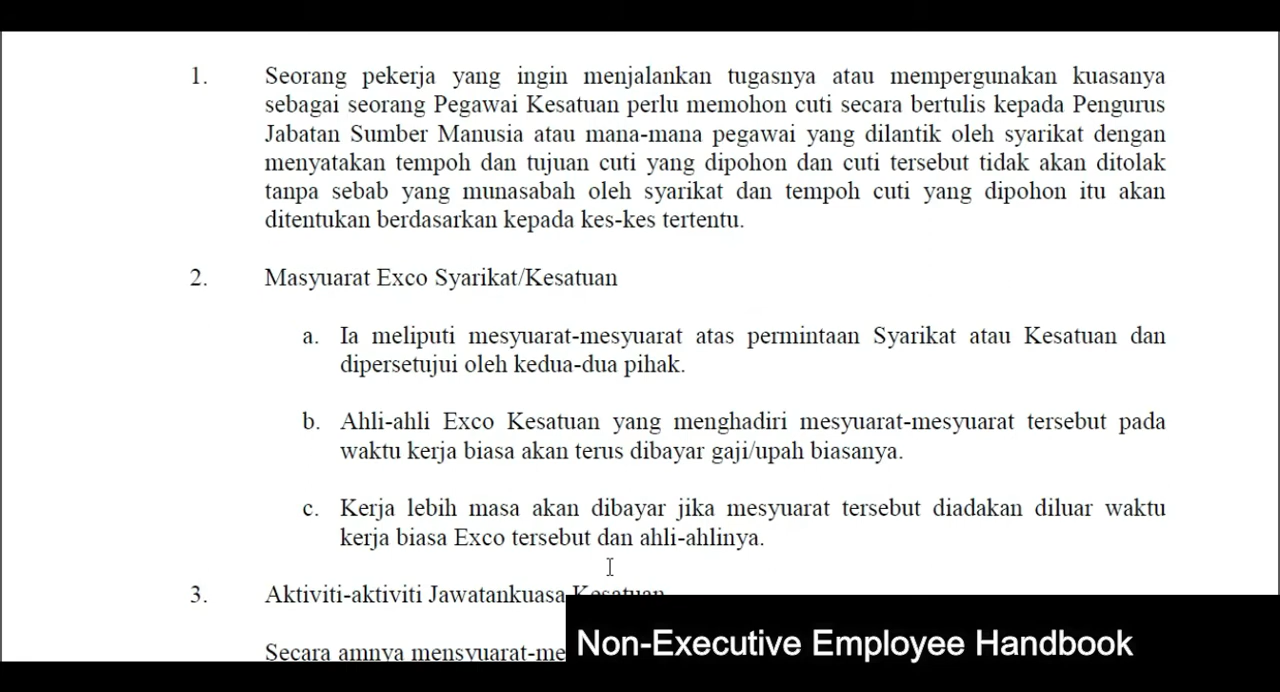 1. Seorang pekerja yang ingin menjalankan tugasnya atau mempergunakan kuasanya
sebagai seorang Pegawai Kesatuan perlu memohon cuti secara bertulis kepada Pengurus
Jabatan Sumber Manusia atau mana-mana pegawai yang dilantik oleh syarikat dengan
menyatakan tempoh dan tujuan cuti yang dipohon dan cuti tersebut tidak akan ditolak
tanpa sebab yang munasabah oleh syarikat dan tempoh cuti yang dipohon itu akan
ditentukan berdasarkan kepada kes-kes tertentu.
2. Masyuarat Exco Syarikat/Kesatuan
a. Ia meliputi mesyuarat-mesyuarat atas permintaan Syarikat atau Kesatuan dan
dipersetujui oleh kedua-dua pihak.
b. Ahli-ahli Exco Kesatuan yang menghadiri mesyuarat-mesyuarat tersebut pada
waktu kerja biasa akan terus dibayar gaji/upah biasanya.
c. Kerja lebih masa akan dibayar jika mesyuarat tersebut diadakan diluar waktu
kerja biasa Exco tersebut dan ahli-ahlinya.
3. Aktiviti-aktiviti Jawatankuasa Kesatuan
Secara amnya mensyuarat-me
Non-Executive Employee Handbook